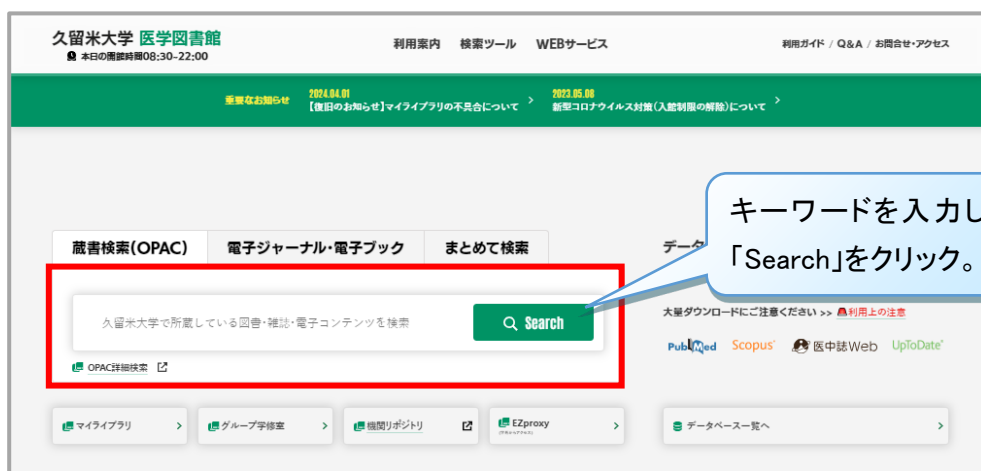 久留米大学 医学図書館
本日の開館時間08:30-22:00
利用案内 検索ツール WEBサービス
利用ガイド / Q&A / お問合せ・アクセス
重要なお知らせ
2024.04.01
【復旧のお知らせ】マイライブラリの不具合について
2023.05.08
新型コロナウイルス対策(入館制限の解除)について
キーワードを入力し
「Search」をクリック。
蔵書検索(OPAC) 電子ジャーナル・電子ブック まとめて検索
データ
久留米大学で所蔵している図書・雑誌・電子コンテンツを検索
Search
大量ダウンロードにご注意ください >> 利用上の注意
PubMed Scopus 医中誌Web UpToDate
OPAC詳細検索
マイライブラリ グループ学修室 機関リポジトリ EZproxy
データベース一覧へ